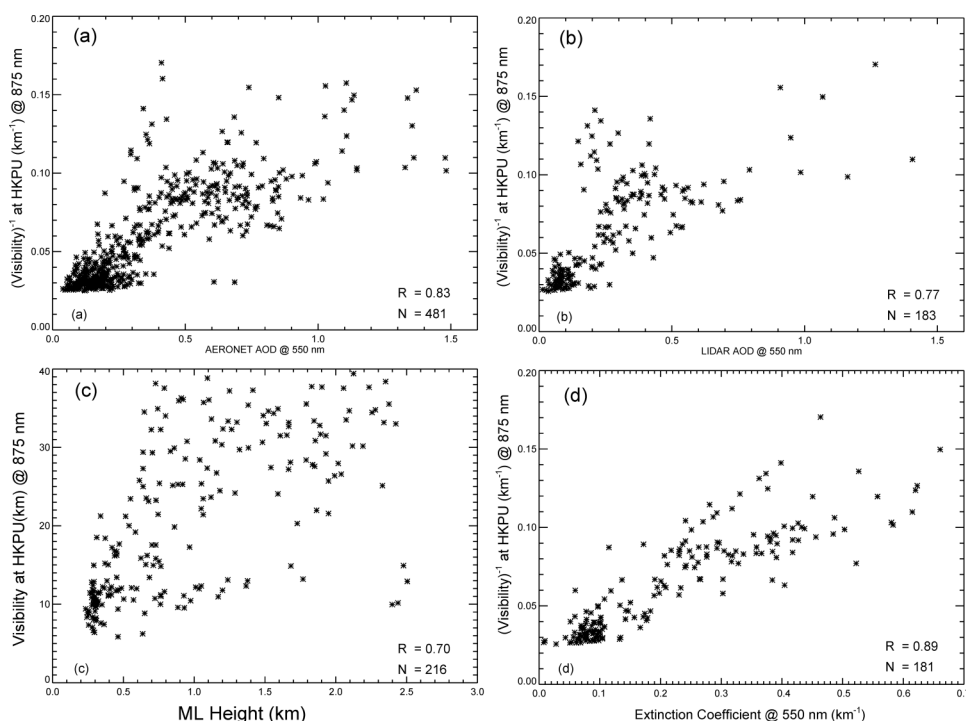 (a)
(Visibility)⁻¹ at HKPU (km⁻¹) @ 875 nm
0.20
0.15
0.10
0.05
0.00
R = 0.83
N = 481
(a)
0.0
0.5
1.0
1.5
AERONET AOD @ 550 nm
(b)
(Visibility)⁻¹ at HKPU (km⁻¹) @ 875 nm
0.20
0.15
0.10
0.05
0.00
R = 0.77
N = 183
(b)
0.0
0.5
1.0
1.5
LIDAR AOD @ 550 nm
(c)
Visibility at HKPU(km) @ 875 nm
40
30
20
10
0
R = 0.70
N = 216
(c)
0.0
0.5
1.0
1.5
2.0
2.5
3.0
ML Height (km)
(d)
(Visibility)⁻¹ at HKPU (km⁻¹) @ 875 nm
0.20
0.15
0.10
0.05
0.00
R = 0.89
N = 181
(d)
0.0
0.1
0.2
0.3
0.4
0.5
0.6
0.7
Extinction Coefficient @ 550 nm (km⁻¹)